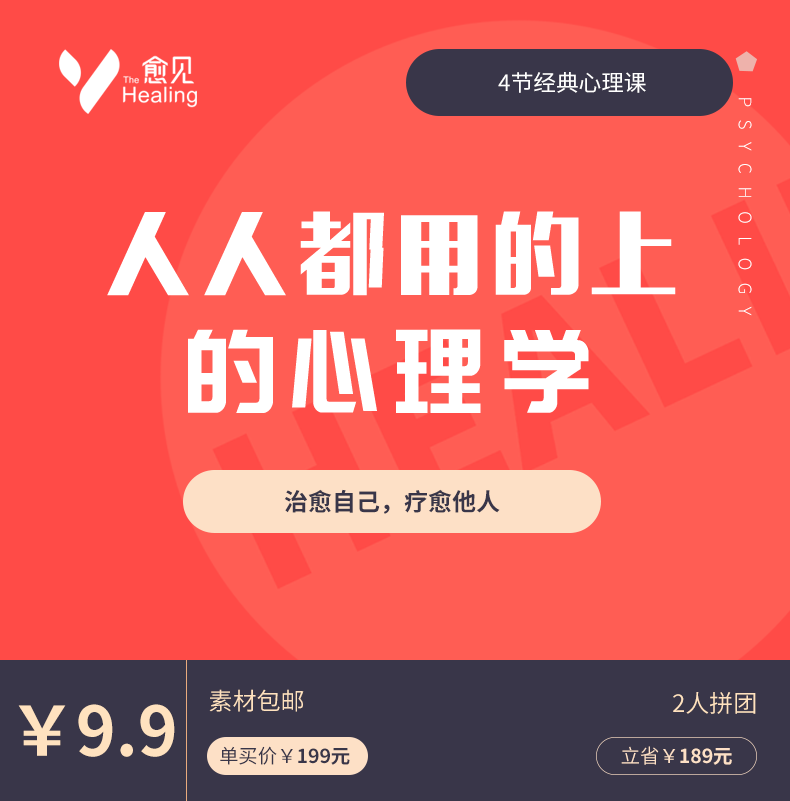 The 愈见
Healing
4节经典心理课
PSYCHOLOGY
人人都用的上
的心理学
HEALI
治愈自己，疗愈他人
￥9.9
素材包邮
单买价￥199元
2人拼团
立省￥189元